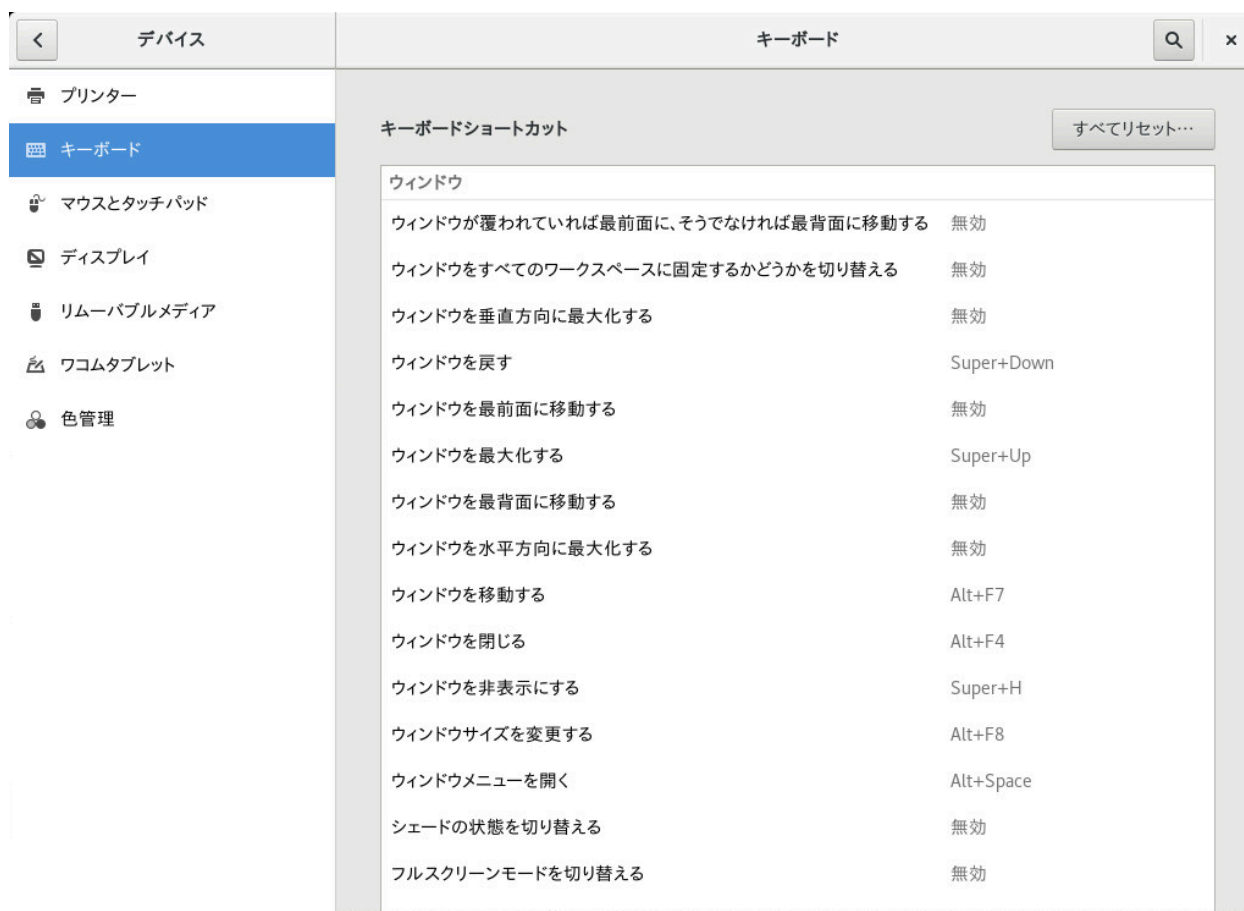 デバイス
キーボード
プリンター
キーボード
マウスとタッチパッド
ディスプレイ
リムーバブルメディア
ワコムタブレット
色管理
キーボードショートカット
すべてリセット…
ウィンドウ
ウィンドウが覆われていれば最前面に、そうでなければ最背面に移動する 無効
ウィンドウをすべてのワークスペースに固定するかどうかを切り替える 無効
ウィンドウを垂直方向に最大化する 無効
ウィンドウを戻す Super+Down
ウィンドウを最前面に移動する 無効
ウィンドウを最大化する Super+Up
ウィンドウを最背面に移動する 無効
ウィンドウを水平方向に最大化する 無効
ウィンドウを移動する Alt+F7
ウィンドウを閉じる Alt+F4
ウィンドウを非表示にする Super+H
ウィンドウサイズを変更する Alt+F8
ウィンドウメニューを開く Alt+Space
シェードの状態を切り替える 無効
フルスクリーンモードを切り替える 無効